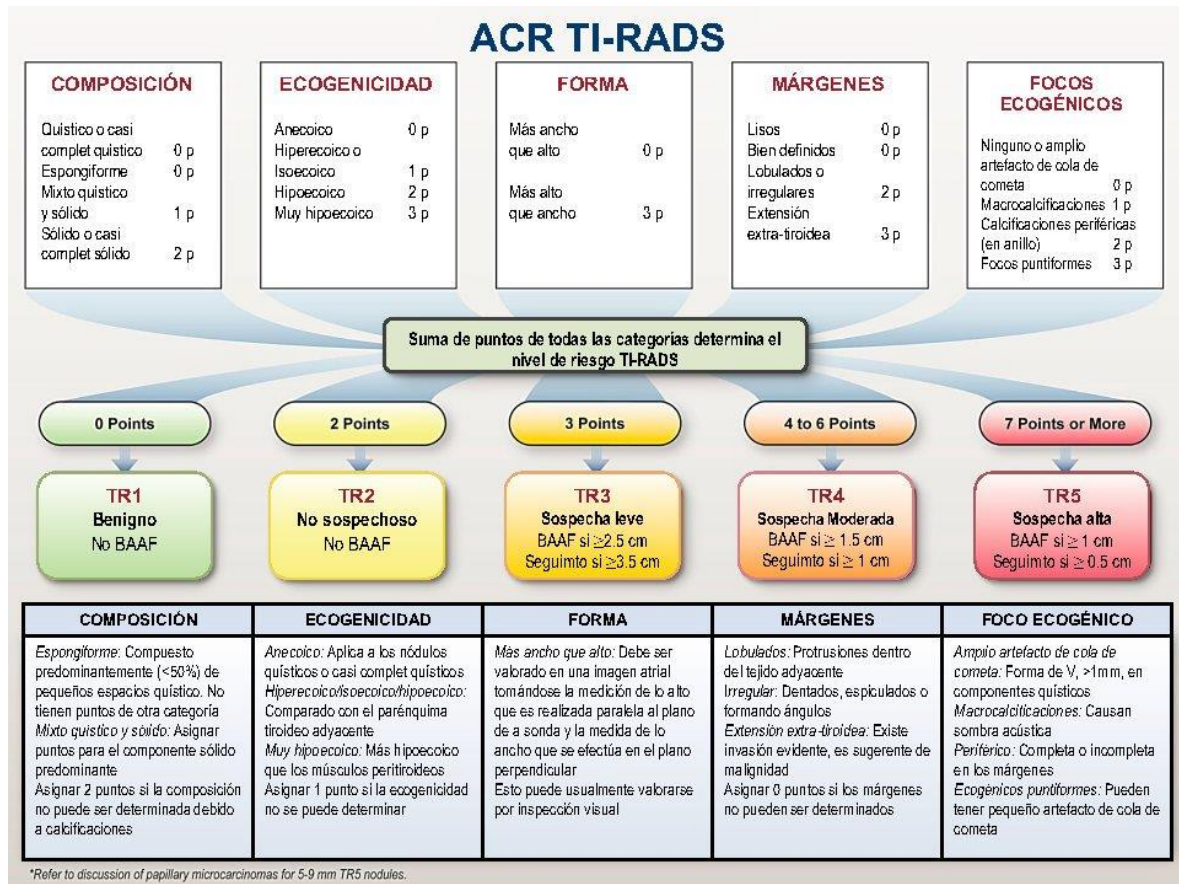 ACR TI-RADS
COMPOSICIÓN
Quístico o casi
complet quistico 0 p
Espongiforme 0 p
Mixto quístico
y sólido 1 p
Sólido o casi
complet sólido 2 p
ECOGENICIDAD
Anecoico 0 p
Hiperecoico o
Isoecoico 1 p
Hipoecoico 2 p
Muy hipoecoico 3 p
FORMA
Más ancho
que alto 0 p
Más alto
que ancho 3 p
MÁRGENES
Lisos 0 p
Bien definidos 0 p
Lobulados o
irregulares 2 p
Extensión
extra-tiroidea 3 p
FOCOS
ECOGÉNICOS
Ninguno o amplio
artefacto de cola de
cometa 0 p
Macrocalcificaciones 1 p
Calcificaciones periféricas
(en anillo) 2 p
Focos puntiformes 3 p
Suma de puntos de todas las categorías determina el
nivel de riesgo TI-RADS
0 Points
2 Points
3 Points
4 to 6 Points
7 Points or More
TR1
Benigno
No BAAF
TR2
No sospechoso
No BAAF
TR3
Sospecha leve
BAAF si ≥2.5 cm
Seguimto si ≥3.5 cm
TR4
Sospecha Moderada
BAAF si ≥ 1.5 cm
Seguimto si ≥ 1 cm
TR5
Sospecha alta
BAAF si ≥ 1 cm
Seguimto si ≥ 0.5 cm
COMPOSICIÓN
Espongiforme: Compuesto
predominantemente (<50%) de
pequeños espacios quístico. No
tienen puntos de otra categoría
Mixto quistico y sólido: Asignar
puntos para el componente sólido
predominante
Asignar 2 puntos si la composición
no puede ser determinada debido
a calcificaciones
ECOGENICIDAD
Anecoico: Aplica a los nódulos
quísticos o casi complet quísticos
Hiperecoico/isoecoico/hipoecoico:
Comparado con el parénquima
tiroideo adyacente
Muy hipoecoico: Más hipoecoico
que los músculos peritiroideos
Asignar 1 punto si la ecogenicidad
no se puede determinar
FORMA
Más ancho que alto: Debe ser
valorado en una imagen atrial
tomándose la medición de lo alto
que es realizada paralela al plano
de a sonda y la medida de lo
ancho que se efectúa en el plano
perpendicular
Esto puede usualmente valorarse
por inspección visual
MÁRGENES
Lobulados: Protrusiones dentro
del tejido adyacente
Irregular: Dentados, espiculados o
formando ángulos
Extensión extra-tiroidea: Existe
invasión evidente, es sugerente de
malignidad
Asignar 0 puntos si los márgenes
no pueden ser determinados
FOCO ECOGÉNICO
Amplio artefacto de cola de
cometa: Forma de V, >1mm, en
componentes quísticos
Macrocalciticaciones: Causan
sombra acústica
Periférico: Completa o incompleta
en los márgenes
Ecogénicos puntiformes: Pueden
tener pequeño artefacto de cola de
cometa
*Refer to discussion of papillary microcarcinomas for 5-9 mm TR5 nodules.